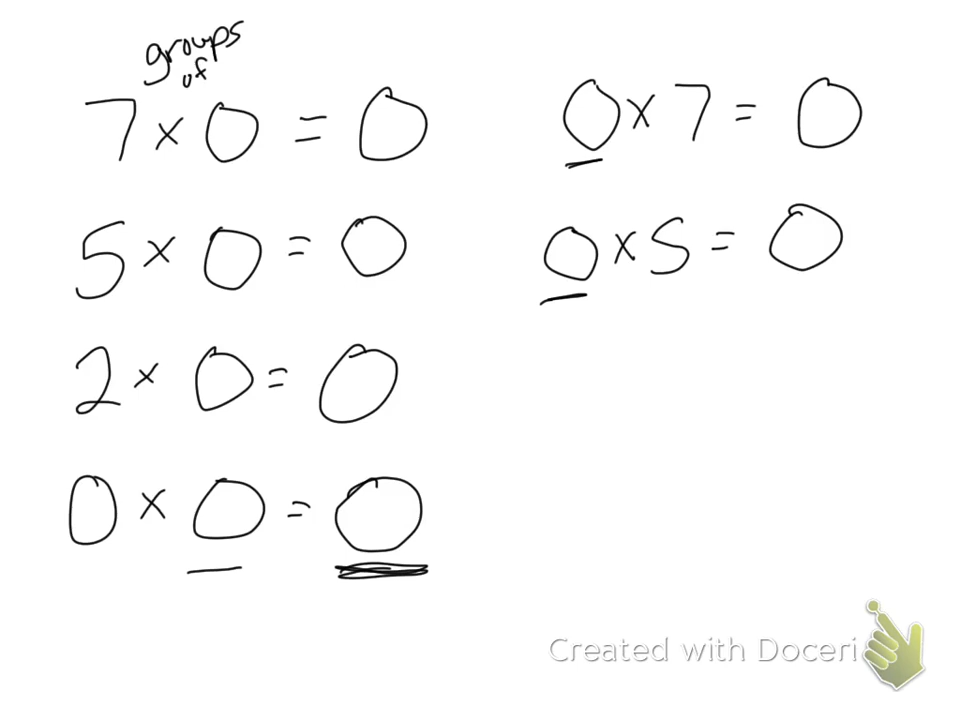 groups
of
7 × 0 = 0
5 × 0 = 0
2 × 0 = 0
0 × 0 = 0
0 × 7 = 0
0 × 5 = 0
Created with Doceri